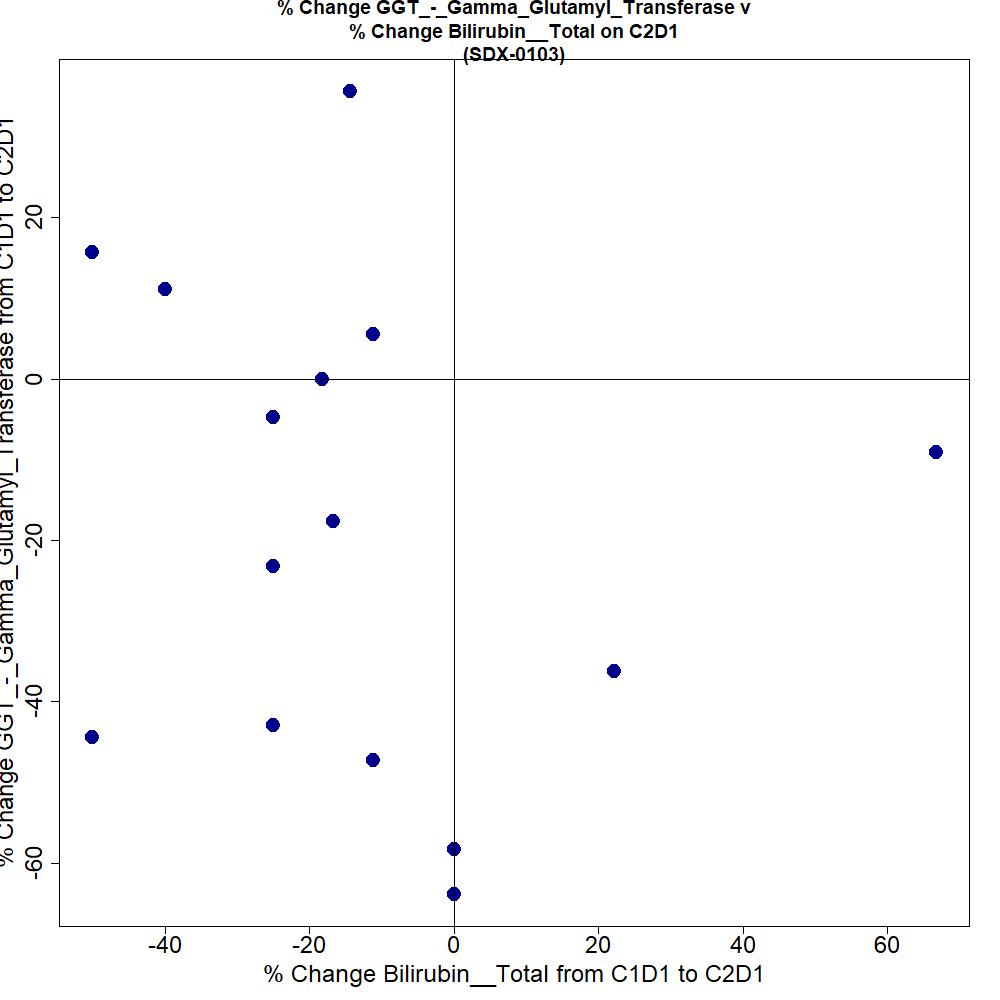 % Change GGT_-_Gamma_Glutamyl_Transferase v
% Change Bilirubin__Total on C2D1
(SDX-0103)
% Change GGT_-_Gamma_Glutamyl_Transferase from C1D1 to C2D1
20
0
-20
-40
-60
-40
-20
0
20
40
60
% Change Bilirubin__Total from C1D1 to C2D1